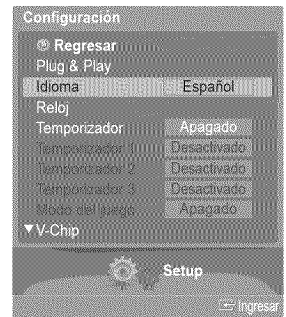 Configuración
Regresar
Plug & Play
Idioma Español
Reloj
Temporizador Apagado
Temporizador 1 Desactivado
Temporizador 2 Desactivado
Temporizador 3 Desactivado
Modo del juego Apagado
▼V-Chip
Setup
Ingresar